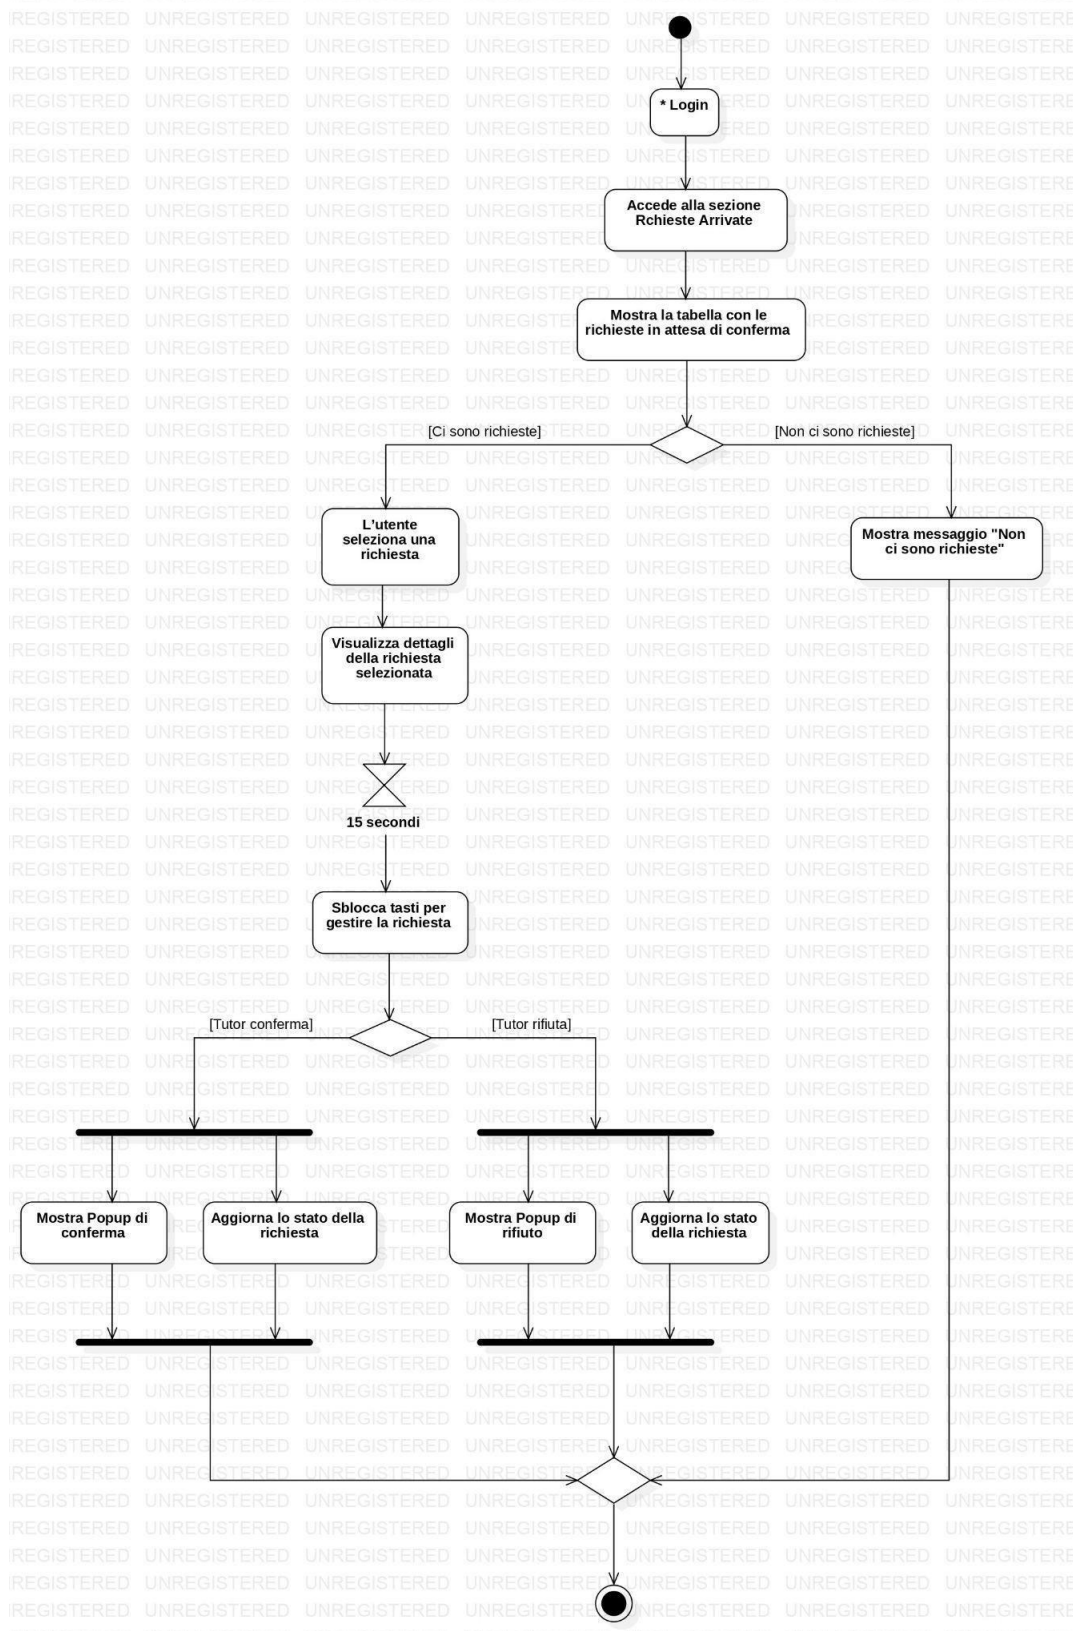 * Login
Accede alla sezione
Rchieste Arrivate
Mostra la tabella con le
richieste in attesa di conferma
[Ci sono richieste]
[Non ci sono richieste]
L'utente
seleziona una
richiesta
Mostra messaggio "Non
ci sono richieste"
Visualizza dettagli
della richiesta
selezionata
15 secondi
Sblocca tasti per
gestire la richiesta
[Tutor conferma]
[Tutor rifiuta]
Mostra Popup di
conferma
Aggiorna lo stato della
richiesta
Mostra Popup di
rifiuto
Aggiorna lo stato
della richiesta
UNREGISTERED